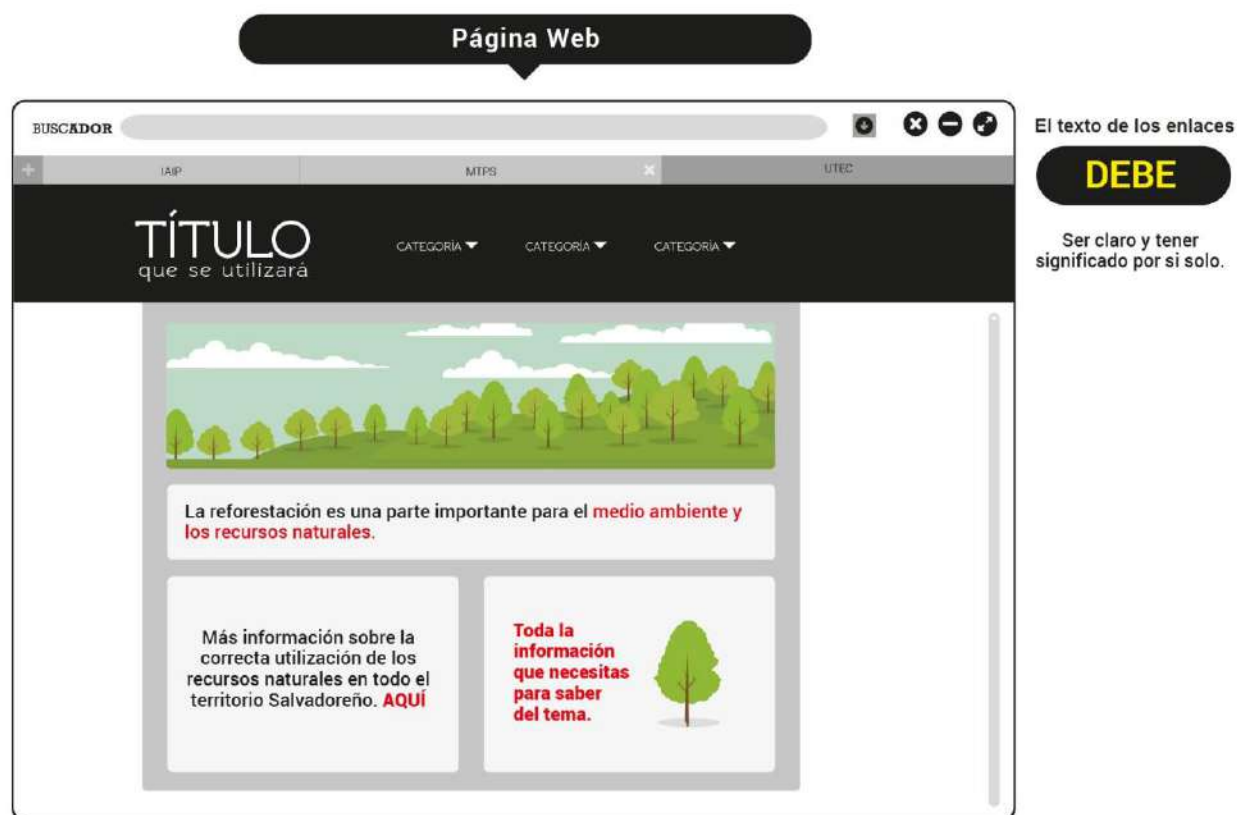 Página Web
BUSCADOR
IAIP
MTPS
UTEC
TÍTULO
que se utilizará
CATEGORÍA
CATEGORÍA
CATEGORÍA
La reforestación es una parte importante para el medio ambiente y
los recursos naturales.
Más información sobre la
correcta utilización de los
recursos naturales en todo el
territorio Salvadoreño. AQUÍ
Toda la
información
que necesitas
para saber
del tema.
El texto de los enlaces
DEBE
Ser claro y tener
significado por si solo.